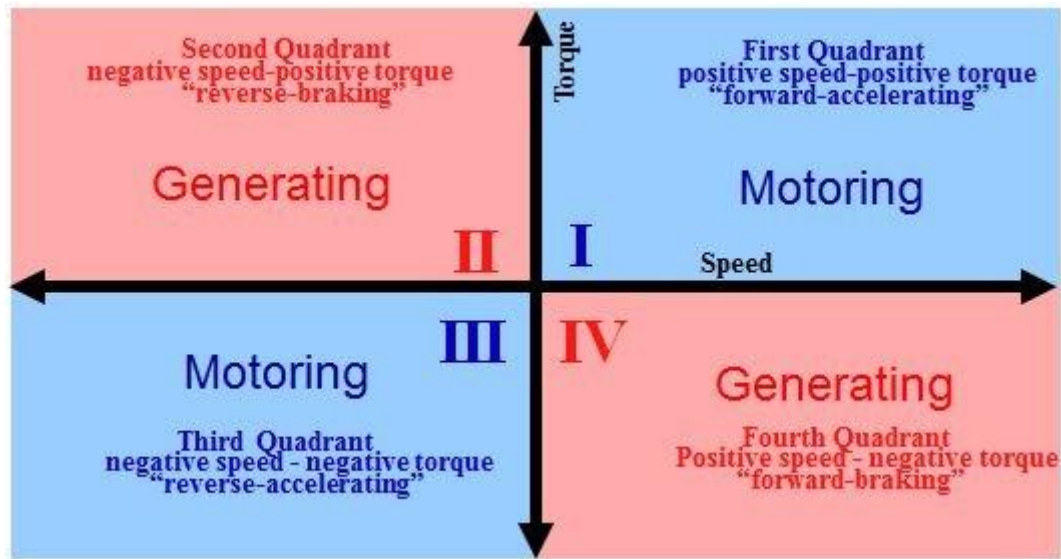 Second Quadrant
negative speed-positive torque
“reverse-braking”
Generating
II
Torque
First Quadrant
positive speed-positive torque
“forward-accelerating”
Motoring
I
Speed
III
Motoring
Third Quadrant
negative speed - negative torque
“reverse-accelerating”
IV
Generating
Fourth Quadrant
Positive speed - negative torque
“forward-braking”